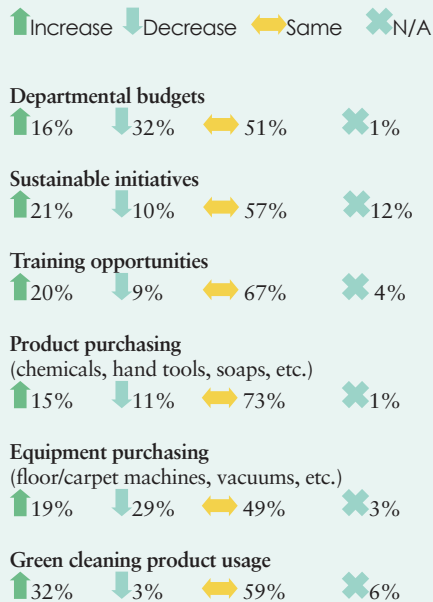 Increase Decrease Same N/A
Departmental budgets
16% 32% 51% 1%
Sustainable initiatives
21% 10% 57% 12%
Training opportunities
20% 9% 67% 4%
Product purchasing
(chemicals, hand tools, soaps, etc.)
15% 11% 73% 1%
Equipment purchasing
(floor/carpet machines, vacuums, etc.)
19% 29% 49% 3%
Green cleaning product usage
32% 3% 59% 6%